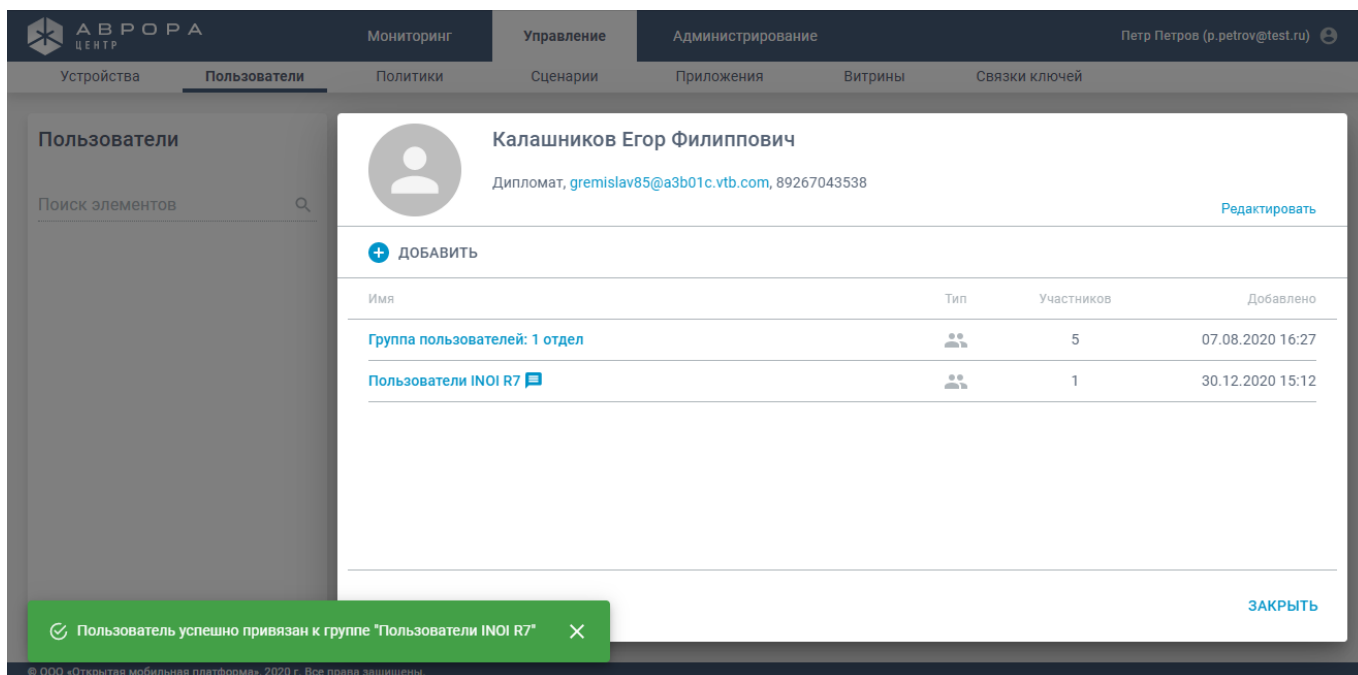 АВРОРА
ЦЕНТР
Мониторинг Управление Администрирование Петр Петров (p.petrov@test.ru)
Устройства Пользователи Политики Сценарии Приложения Витрины Связки ключей
Пользователи
Поиск элементов
Калашников Егор Филиппович
Дипломат, gremislav85@a3b01c.vtb.com, 89267043538
Редактировать
ДОБАВИТЬ
Имя Тип Участников Добавлено
Группа пользователей: 1 отдел 5 07.08.2020 16:27
Пользователи INOI R7 1 30.12.2020 15:12
ЗАКРЫТЬ
Пользователь успешно привязан к группе "Пользователи INOI R7"
© ООО «Открытая мобильная платформа», 2020 г. Все права защищены.